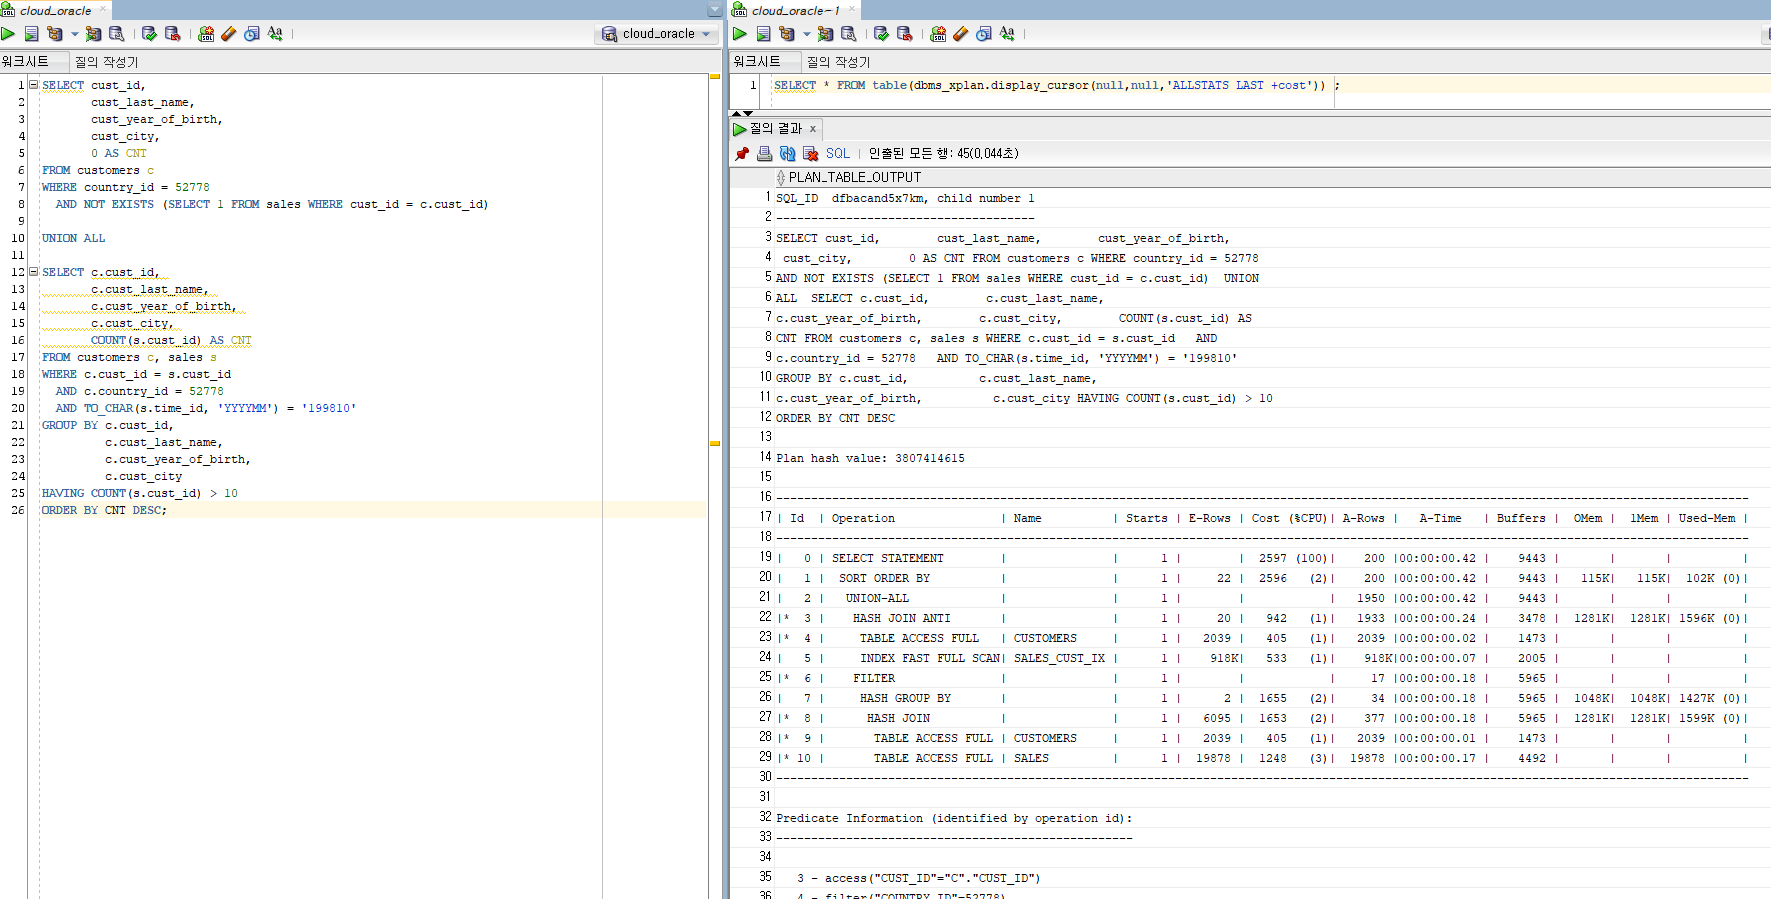 cloud_oracle
cloud_oracle
워크시트 질의 작성기
1 SELECT cust_id,
2 cust_last_name,
3 cust_year_of_birth,
4 cust_city,
5 0 AS CNT
6 FROM customers c
7 WHERE country_id = 52778
8 AND NOT EXISTS (SELECT 1 FROM sales WHERE cust_id = c.cust_id)
9
10 UNION ALL
11
12 SELECT c.cust_id,
13 c.cust_last_name,
14 c.cust_year_of_birth,
15 c.cust_city,
16 COUNT(s.cust_id) AS CNT
17 FROM customers c, sales s
18 WHERE c.cust_id = s.cust_id
19 AND c.country_id = 52778
20 AND TO_CHAR(s.time_id, 'YYYYMM') = '199810'
21 GROUP BY c.cust_id,
22 c.cust_last_name,
23 c.cust_year_of_birth,
24 c.cust_city
25 HAVING COUNT(s.cust_id) > 10
26 ORDER BY CNT DESC;
cloud_oracle~1
워크시트 질의 작성기
1 SELECT * FROM table(dbms_xplan.display_cursor(null,null,'ALLSTATS LAST +cost')) ;
질의 결과 x
SQL | 인출된 모든 행: 45(0,044초)
PLAN_TABLE_OUTPUT
1 SQL_ID dfbacand5x7km, child number 1
2 -------------------------------------
3 SELECT cust_id, cust_last_name, cust_year_of_birth,
4 cust_city, 0 AS CNT FROM customers c WHERE country_id = 52778
5 AND NOT EXISTS (SELECT 1 FROM sales WHERE cust_id = c.cust_id) UNION
6 ALL SELECT c.cust_id, c.cust_last_name,
7 c.cust_year_of_birth, c.cust_city, COUNT(s.cust_id) AS
8 CNT FROM customers c, sales s WHERE c.cust_id = s.cust_id AND
9 c.country_id = 52778 AND TO_CHAR(s.time_id, 'YYYYMM') = '199810'
10 GROUP BY c.cust_id, c.cust_last_name,
11 c.cust_year_of_birth, c.cust_city HAVING COUNT(s.cust_id) > 10
12 ORDER BY CNT DESC
13
14 Plan hash value: 3807414615
15
16 -------------------------------------
17 | Id | Operation | Name | Starts | E-Rows | Cost (%CPU)| A-Rows | A-Time | Buffers | OMem | 1Mem | Used-Mem |
18 -------------------------------------
19 | 0 | SELECT STATEMENT | | 1 | | 2597 (100)| 200 |00:00:00.42 | 9443 | | | |
20 | 1 | SORT ORDER BY | | 1 | 22 | 2596 (2)| 200 |00:00:00.42 | 9443 | 115K| 115K| 102K (0)|
21 | 2 | UNION-ALL | | 1 | | | 1950 |00:00:00.42 | 9443 | | | |
22 |* 3 | HASH JOIN ANTI | | 1 | 20 | 942 (1)| 1933 |00:00:00.24 | 3478 | 1281K| 1281K| 1596K (0)|
23 |* 4 | TABLE ACCESS FULL | CUSTOMERS | 1 | 2039 | 405 (1)| 2039 |00:00:00.02 | 1473 | | | |
24 | 5 | INDEX FAST FULL SCAN| SALES_CUST_IX | 1 | 918K| 533 (1)| 918K|00:00:00.07 | 2005 | | | |
25 |* 6 | FILTER | | 1 | | | 17 |00:00:00.18 | 5965 | | | |
26 | 7 | HASH GROUP BY | | 1 | 2 | 1655 (2)| 34 |00:00:00.18 | 5965 | 1048K| 1048K| 1427K (0)|
27 |* 8 | HASH JOIN | | 1 | 6095 | 1653 (2)| 377 |00:00:00.18 | 5965 | 1281K| 1281K| 1599K (0)|
28 |* 9 | TABLE ACCESS FULL | CUSTOMERS | 1 | 2039 | 405 (1)| 2039 |00:00:00.01 | 1473 | | | |
29 |* 10 | TABLE ACCESS FULL | SALES | 1 | 19878 | 1248 (3)| 19878 |00:00:00.17 | 4492 | | | |
30 -------------------------------------
31
32 Predicate Information (identified by operation id):
33 ---------------------------------------------------
34
35 3 - access("CUST_ID"="C"."CUST_ID")
36 4 - filter("COUNTRY_ID"=52778)